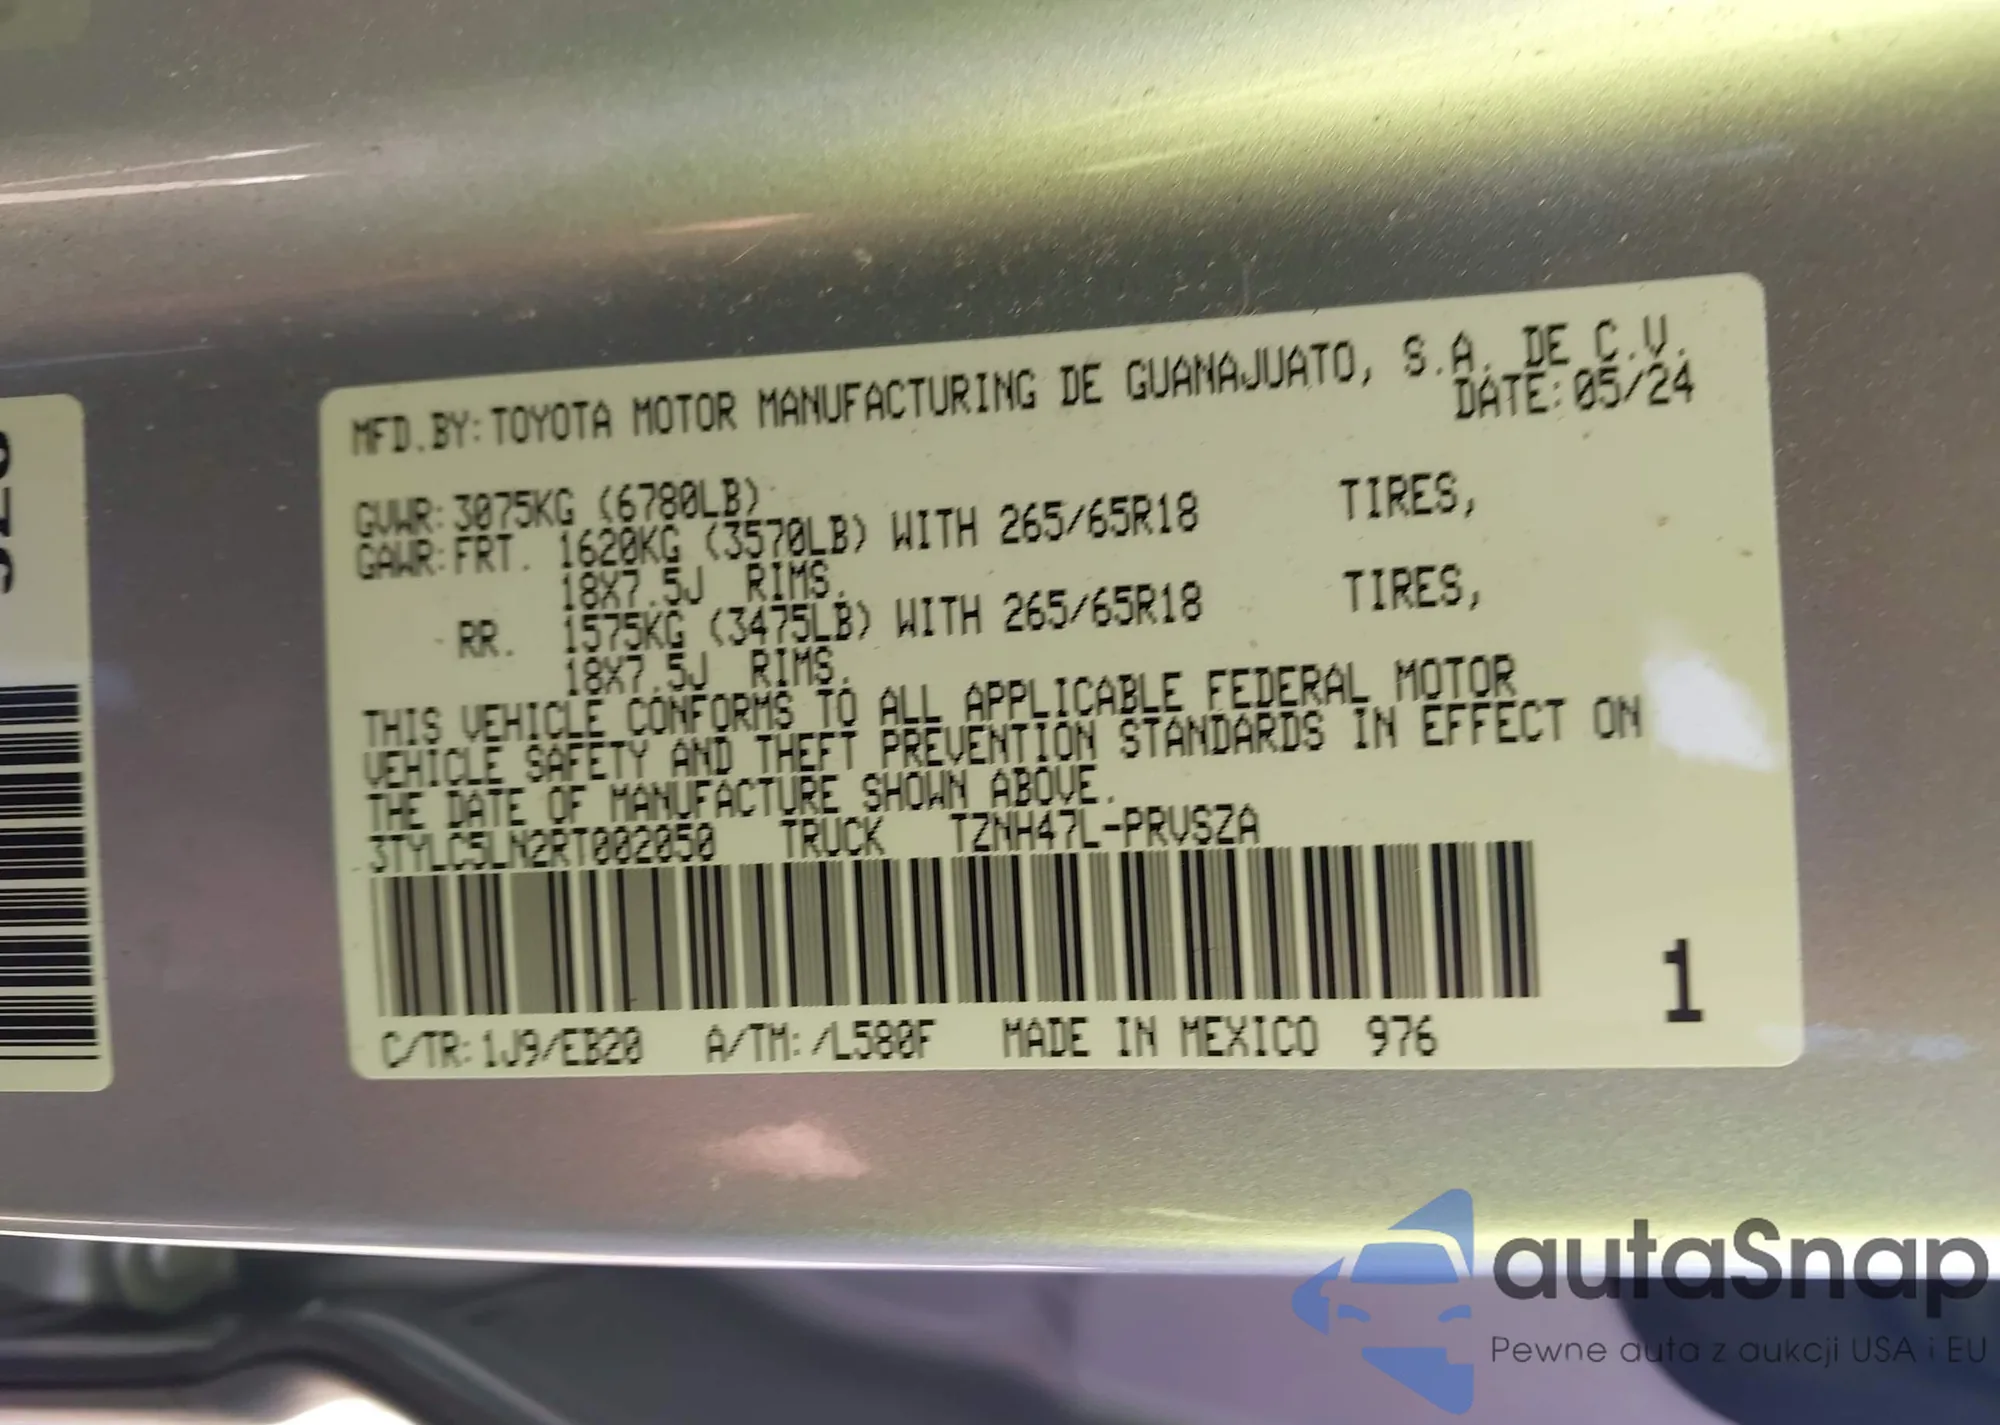 MFD.BY:TOYOTA MOTOR MANUFACTURING DE GUANAJUATO, S.A. DE C.V.
DATE:05/24
GVWR:3075KG (6780LB)
GAWR:FRT. 1620KG (3570LB) WITH 265/65R18 TIRES,
18X7.5J RIMS.
RR. 1575KG (3475LB) WITH 265/65R18 TIRES,
18X7.5J RIMS.
THIS VEHICLE CONFORMS TO ALL APPLICABLE FEDERAL MOTOR
VEHICLE SAFETY AND THEFT PREVENTION STANDARDS IN EFFECT ON
THE DATE OF MANUFACTURE SHOWN ABOVE.
3TYLC5LN2RT002050 TRUCK TZNH47L-PRVSZA
1
C/TR:1J9/EB20 A/TM:/L580F MADE IN MEXICO 976
autaSnap
Pewne auta z aukcji USA i EU